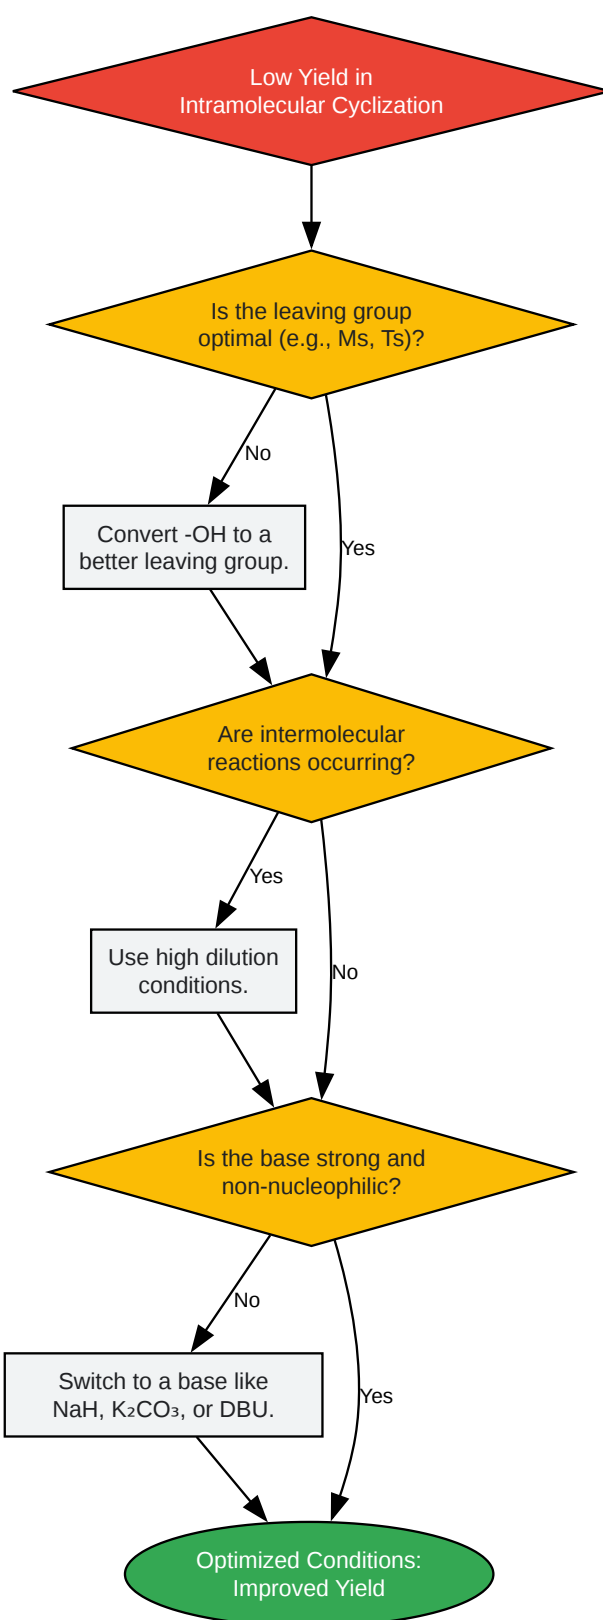 Low Yield in
Intramolecular Cyclization
Is the leaving group
optimal (e.g., Ms, Ts)?
No
Convert -OH to a
better leaving group.
Yes
Are intermolecular
reactions occurring?
Yes
Use high dilution
conditions.
No
Is the base strong and
non-nucleophilic?
No
Switch to a base like
NaH, K₂CO₃, or DBU.
Yes
Optimized Conditions:
Improved Yield